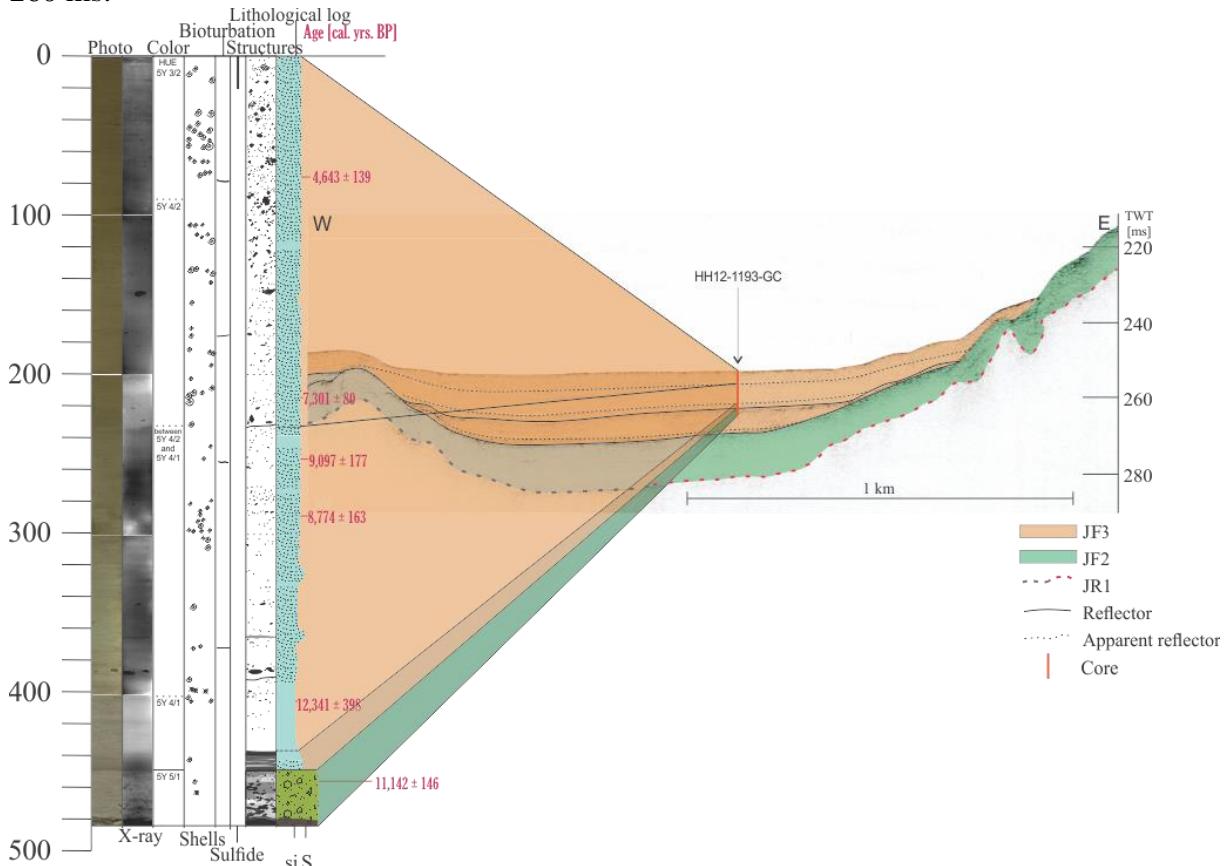 200 ms.
Lithological log
Bioturbation
Age [cal. yrs. BP]
Photo Color Structures
0
HUE
5Y 3/2
4,643 ± 139
5Y 4/2
100
W
E
TWT
[ms]
220
HH12-1193-GC
240
200
7,301 ± 80
260
between
5Y 4/2
and
5Y 4/1
9,097 ± 177
280
1 km
8,774 ± 163
300
JF3
JF2
JR1
Reflector
Apparent reflector
Core
400
5Y 4/1
12,341 ± 398
5Y 5/1
11,142 ± 146
X-ray Shells
Sulfide
500
si S